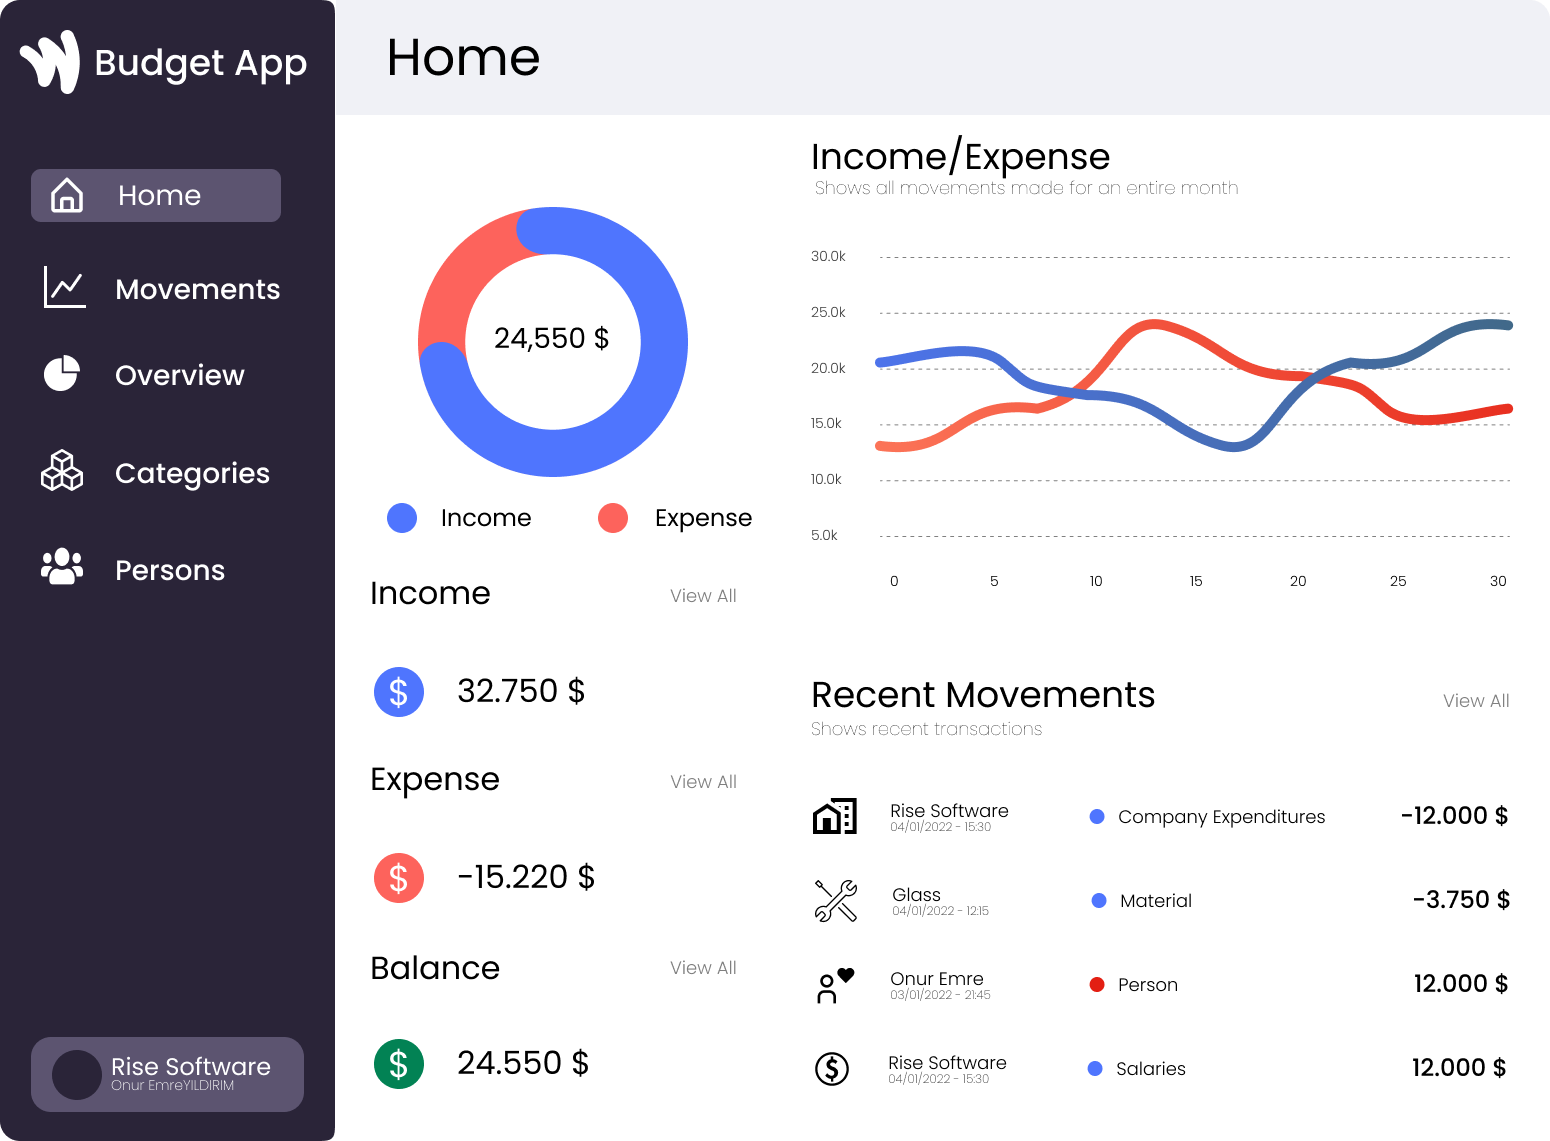 Budget App
Home
Movements
Overview
Categories
Persons
Rise Software
Onur EmreYILDIRIM
Home
24,550 $
Income
Expense
Income
View All
$
32.750 $
Expense
View All
$
-15.220 $
Balance
View All
$
24.550 $
Income/Expense
Shows all movements made for an entire month
30.0k
25.0k
20.0k
15.0k
10.0k
5.0k
0 5 10 15 20 25 30
Recent Movements
View All
Shows recent transactions
Rise Software
04/01/2022 - 15:30
Company Expenditures
-12.000 $
Glass
04/01/2022 - 12:15
Material
-3.750 $
Onur Emre
03/01/2022 - 21:45
Person
12.000 $
$
Rise Software
04/01/2022 - 15:30
Salaries
12.000 $